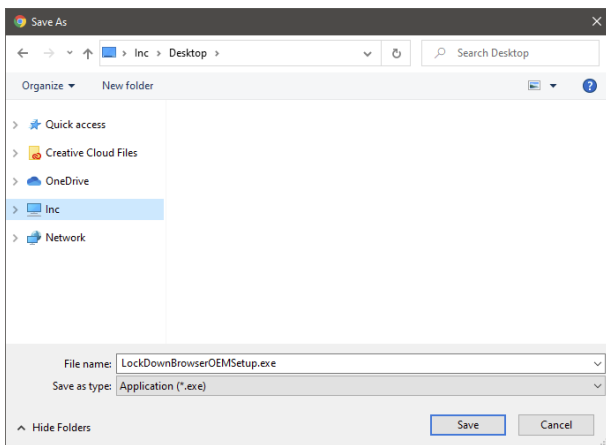 Save As
Inc › Desktop ›
Search Desktop
Organize
New folder
Quick access
Creative Cloud Files
OneDrive
Inc
Network
File name: LockDownBrowserOEMSetup.exe
Save as type: Application (*.exe)
Hide Folders
Save
Cancel